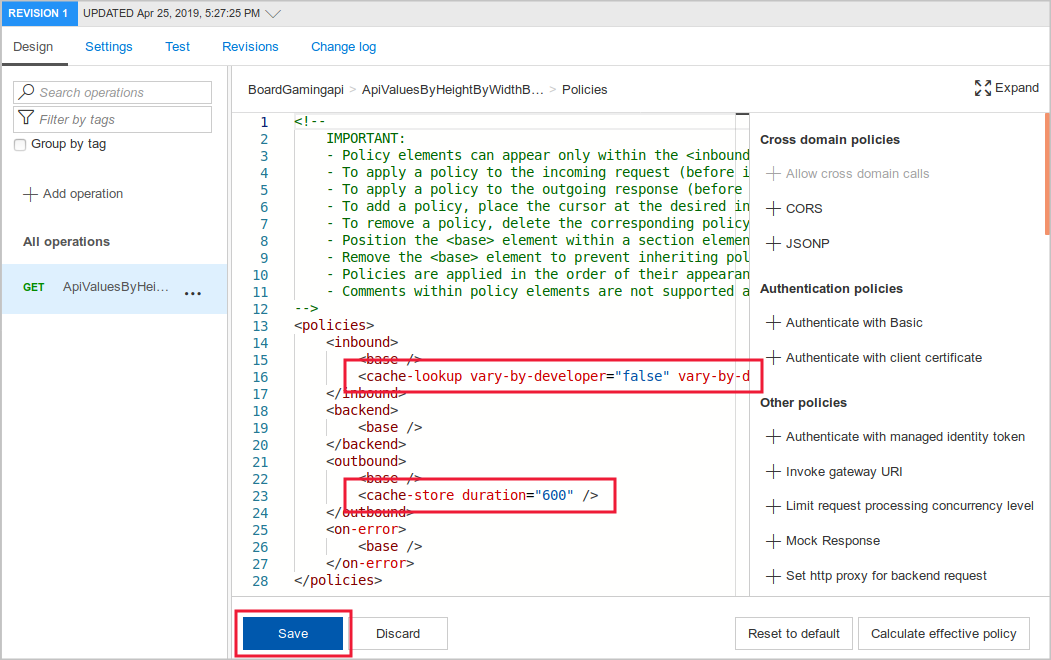 REVISION 1 UPDATED Apr 25, 2019, 5:27:25 PM
Design Settings Test Revisions Change log
Search operations
Filter by tags
Group by tag
Add operation
All operations
GET ApiValuesByHei... ...
BoardGamingapi > ApiValuesByHeightByWidthB... > Policies
Expand
1 <!--
2 IMPORTANT:
3 - Policy elements can appear only within the <inbound
4 - To apply a policy to the incoming request (before i
5 - To apply a policy to the outgoing response (before
6 - To add a policy, place the cursor at the desired in
7 - To remove a policy, delete the corresponding policy
8 - Position the <base> element within a section elemen
9 - Remove the <base> element to prevent inheriting pol
10 - Policies are applied in the order of their appearan
11 - Comments within policy elements are not supported a
12 -->
13 <policies>
14 <inbound>
15 <base />
16 <cache-lookup vary-by-developer="false" vary-by-d
17 </inbound>
18 <backend>
19 <base />
20 </backend>
21 <outbound>
22 <base />
23 <cache-store duration="600" />
24 </outbound>
25 <on-error>
26 <base />
27 </on-error>
28 </policies>
Cross domain policies
Allow cross domain calls
CORS
JSONP
Authentication policies
Authenticate with Basic
Authenticate with client certificate
Other policies
Authenticate with managed identity token
Invoke gateway URI
Limit request processing concurrency level
Mock Response
Set http proxy for backend request
Save Discard Reset to default Calculate effective policy